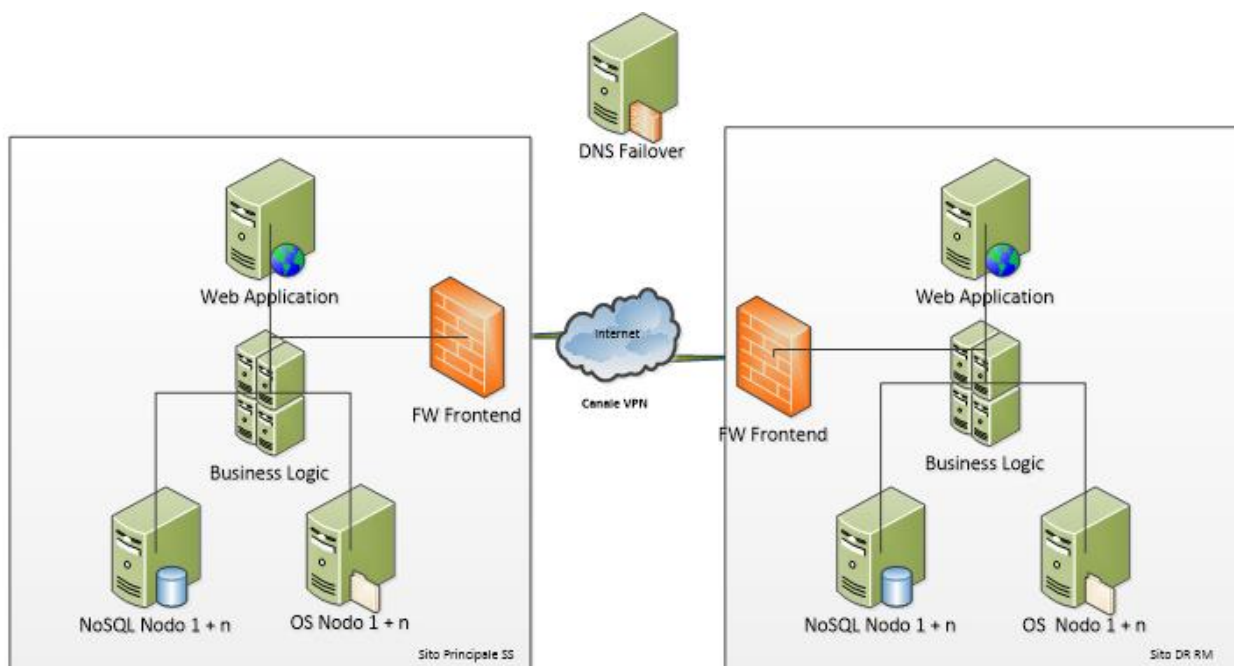 DNS Failover
Web Application
FW Frontend
Business Logic
NoSQL Nodo 1 + n
OS Nodo 1 + n
Sito Principale SS
Internet
Canale VPN
Web Application
FW Frontend
Business Logic
NoSQL Nodo 1 + n
OS Nodo 1 + n
Sito DR RM